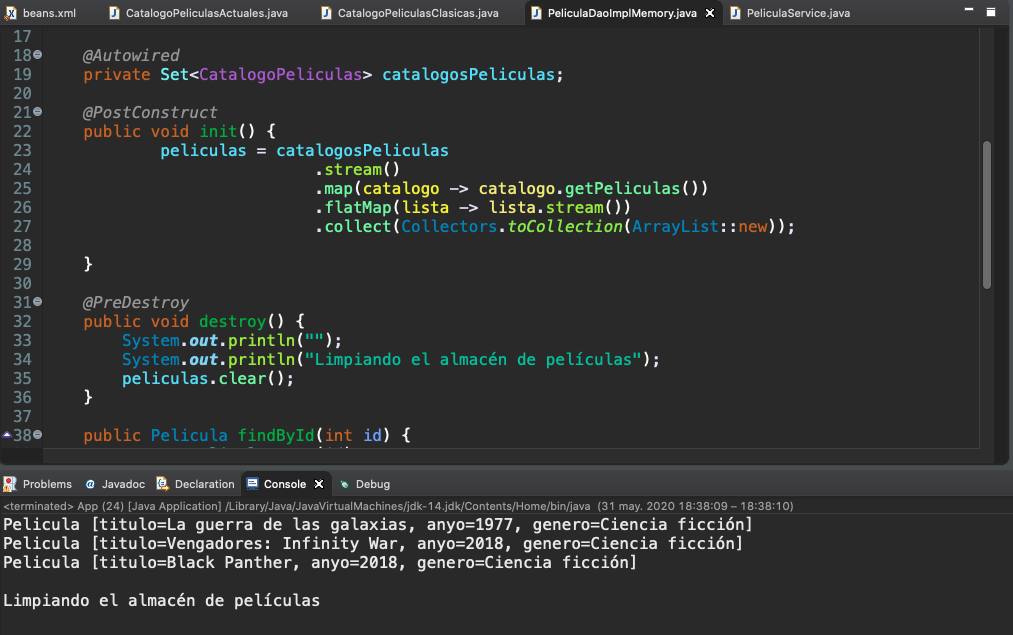 beans.xml CatalogoPeliculasActuales.java CatalogoPeliculasClasicas.java PeliculaDaoImplMemory.java PeliculaService.java
17
18 @Autowired
19 private Set<CatalogoPeliculas> catalogosPeliculas;
20
21 @PostConstruct
22 public void init() {
23 peliculas = catalogosPeliculas
24 .stream()
25 .map(catalogo -> catalogo.getPeliculas())
26 .flatMap(lista -> lista.stream())
27 .collect(Collectors.toCollection(ArrayList::new));
28
29 }
30
31 @PreDestroy
32 public void destroy() {
33 System.out.println("");
34 System.out.println("Limpiando el almacén de películas");
35 peliculas.clear();
36 }
37
38 public Pelicula findById(int id) {
Problems Javadoc Declaration Console Debug
<terminated> App (24) [Java Application] /Library/Java/JavaVirtualMachines/jdk-14.jdk/Contents/Home/bin/java (31 may. 2020 18:38:09 – 18:38:10)
Pelicula [titulo=La guerra de las galaxias, anyo=1977, genero=Ciencia ficción]
Pelicula [titulo=Vengadores: Infinity War, anyo=2018, genero=Ciencia ficción]
Pelicula [titulo=Black Panther, anyo=2018, genero=Ciencia ficción]
Limpiando el almacén de películas